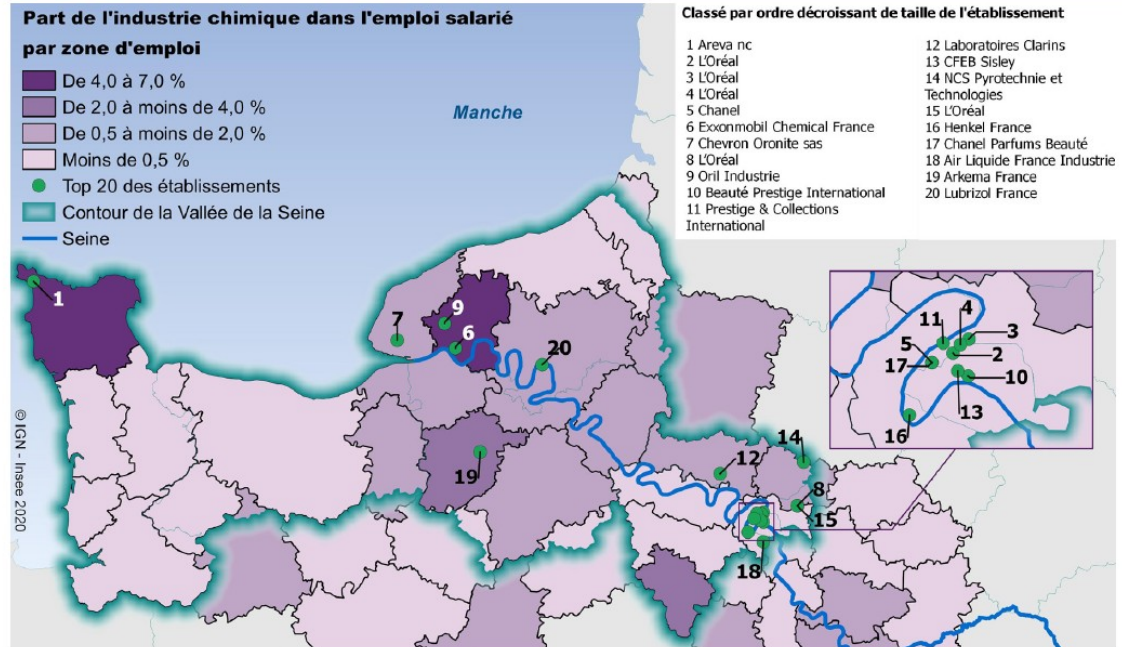 Part de l'industrie chimique dans l'emploi salarié
par zone d'emploi
De 4,0 à 7,0 %
De 2,0 à moins de 4,0 %
De 0,5 à moins de 2,0 %
Moins de 0,5 %
Top 20 des établissements
Contour de la Vallée de la Seine
Seine
Manche
Classé par ordre décroissant de taille de l'établissement
1 Areva nc
2 L'Oréal
3 L'Oréal
4 L'Oréal
5 Chanel
6 Exxonmobil Chemical France
7 Chevron Oronite sas
8 L'Oréal
9 Oril Industrie
10 Beauté Prestige International
11 Prestige & Collections
International
12 Laboratoires Clarins
13 CFEB Sisley
14 NCS Pyrotechnie et
Technologies
15 L'Oréal
16 Henkel France
17 Chanel Parfums Beauté
18 Air Liquide France Industrie
19 Arkema France
20 Lubrizol France
1
7
9
6
20
19
12
14
8
15
18
11
4
3
5
2
17
10
13
16
© IGN - Insee 2020